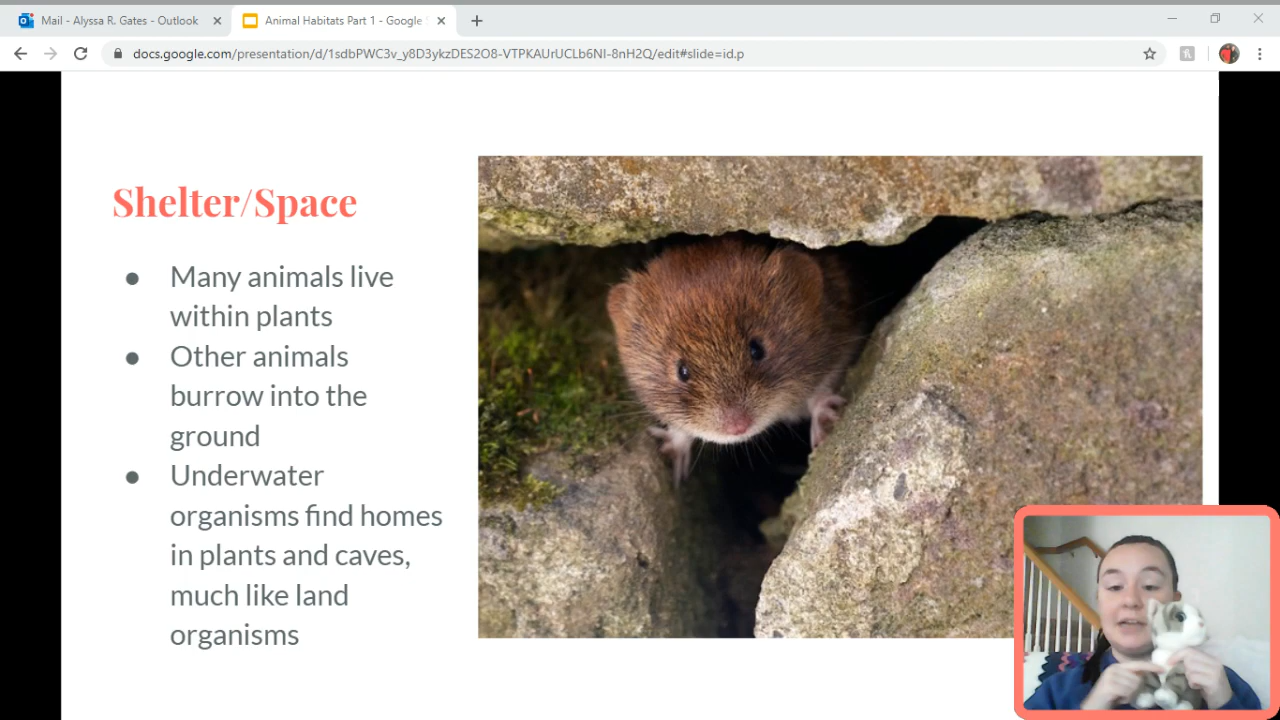 Mail - Alyssa R. Gates - Outlook
Animal Habitats Part 1 - Google
docs.google.com/presentation/d/1sdbPWC3v_y8D3ykzDES2O8-VTPKAUrUCLb6NI-8nH2Q/edit#slide=id.p
Shelter/Space
● Many animals live
within plants
● Other animals
burrow into the
ground
● Underwater
organisms find homes
in plants and caves,
much like land
organisms